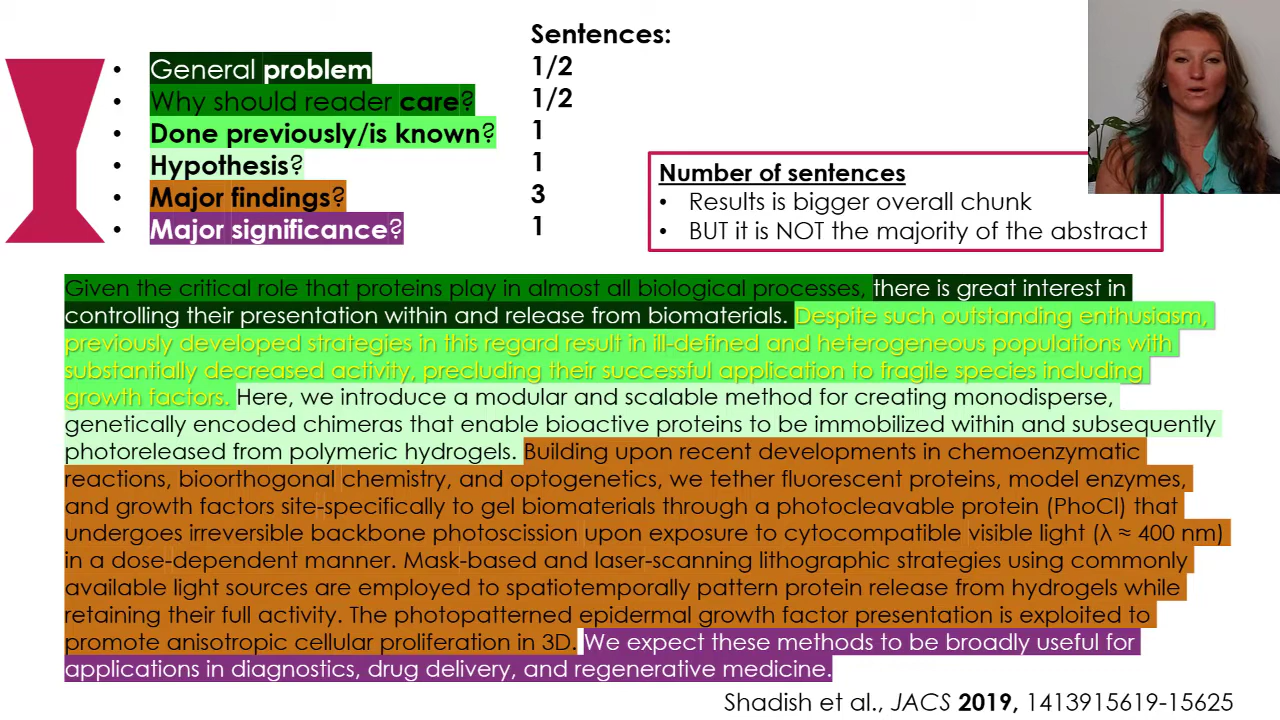 Sentences:
• General problem 1/2
• Why should reader care? 1/2
• Done previously/is known? 1
• Hypothesis? 1
• Major findings? 3
• Major significance? 1
Number of sentences
• Results is bigger overall chunk
• BUT it is NOT the majority of the abstract
Given the critical role that proteins play in almost all biological processes, there is great interest in
controlling their presentation within and release from biomaterials. Despite such outstanding enthusiasm,
previously developed strategies in this regard result in ill-defined and heterogeneous populations with
substantially decreased activity, precluding their successful application to fragile species including
growth factors. Here, we introduce a modular and scalable method for creating monodisperse,
genetically encoded chimeras that enable bioactive proteins to be immobilized within and subsequently
photoreleased from polymeric hydrogels. Building upon recent developments in chemoenzymatic
reactions, bioorthogonal chemistry, and optogenetics, we tether fluorescent proteins, model enzymes,
and growth factors site-specifically to gel biomaterials through a photocleavable protein (PhoCl) that
undergoes irreversible backbone photoscission upon exposure to cytocompatible visible light (λ ≈ 400 nm)
in a dose-dependent manner. Mask-based and laser-scanning lithographic strategies using commonly
available light sources are employed to spatiotemporally pattern protein release from hydrogels while
retaining their full activity. The photopatterned epidermal growth factor presentation is exploited to
promote anisotropic cellular proliferation in 3D. We expect these methods to be broadly useful for
applications in diagnostics, drug delivery, and regenerative medicine.
Shadish et al., JACS 2019, 1413915619-15625